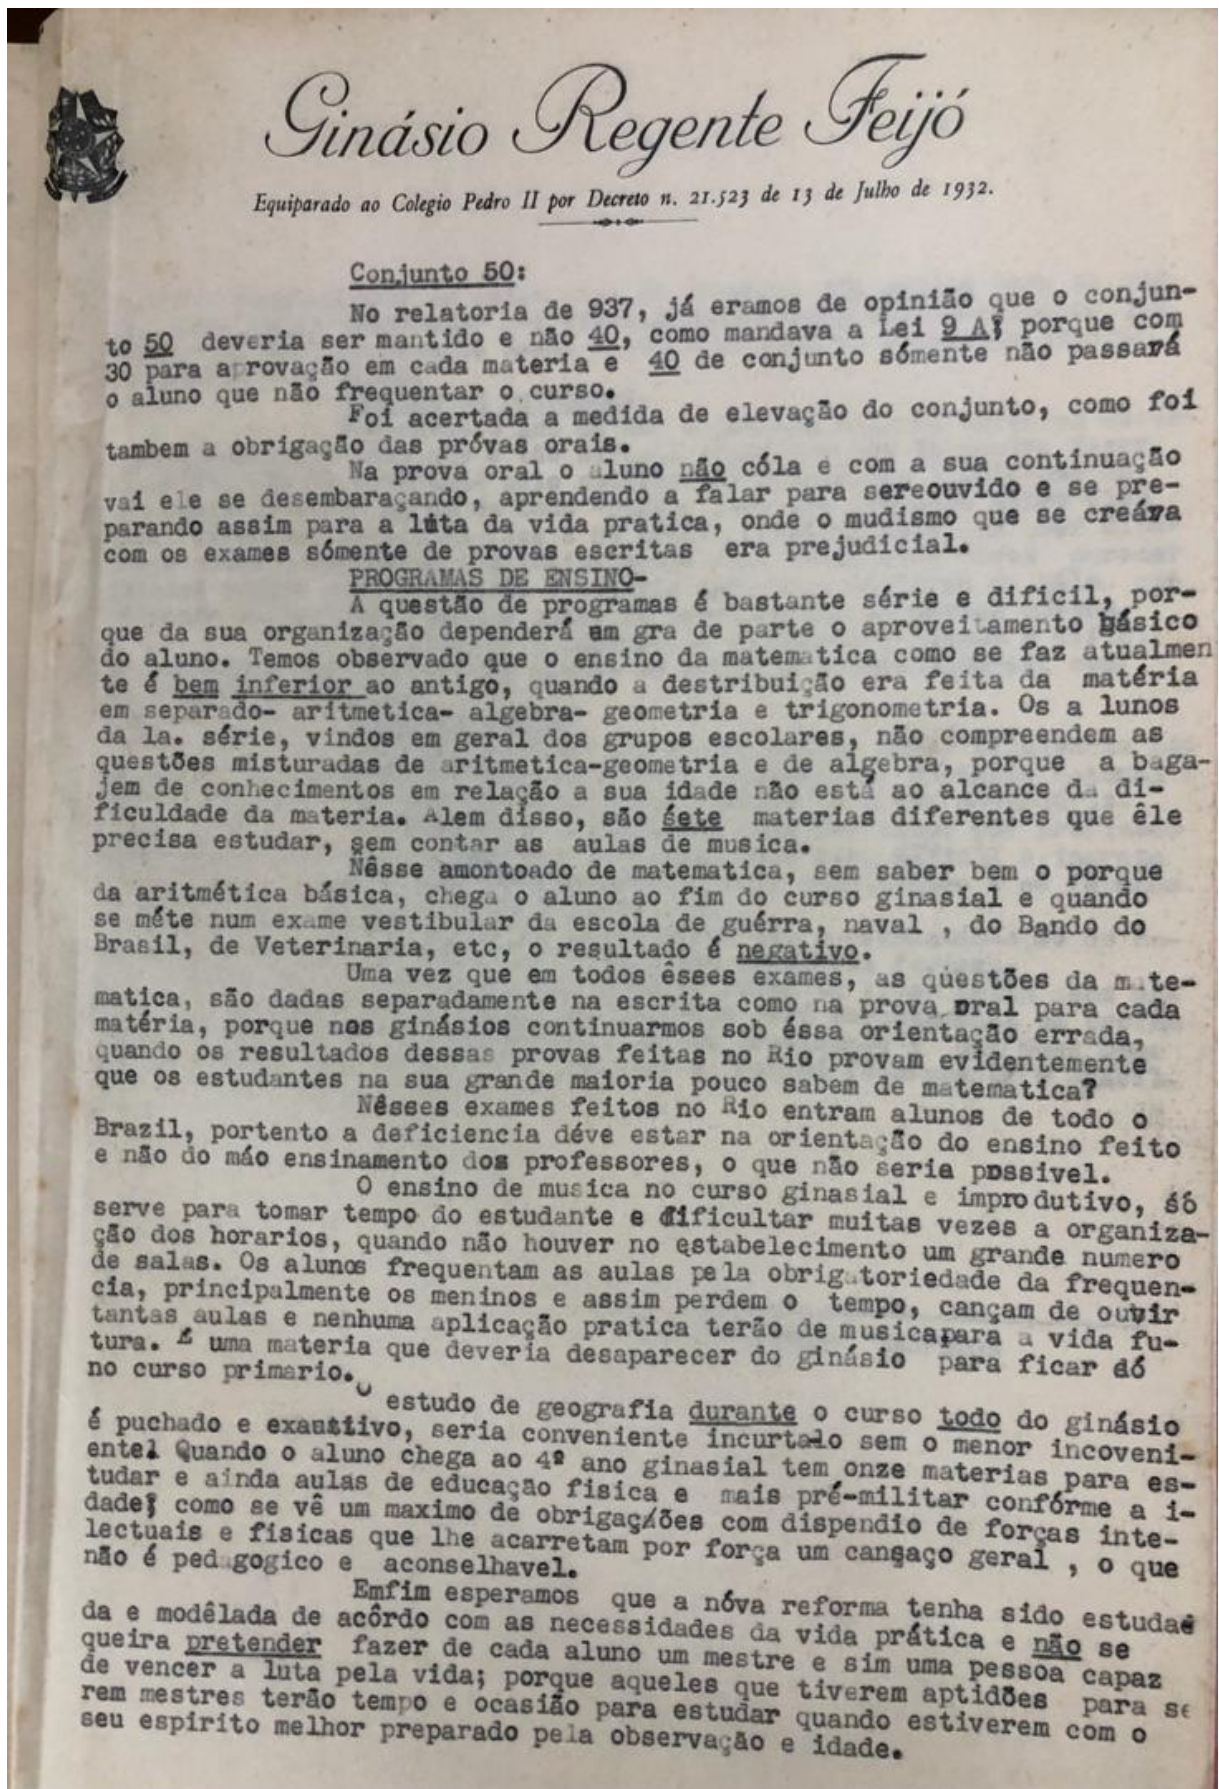 Ginásio Regente Feijó
Equiparado ao Colegio Pedro II por Decreto n. 21.523 de 13 de Julho de 1932.
Conjunto 50:
No relatoria de 937, já eramos de opinião que o conjun-
to 50 deveria ser mantido e não 40, como mandava a Lei 9 A; porque com
30 para aprovação em cada materia e 40 de conjunto sómente não passará
o aluno que não frequentar o curso.
Foi acertada a medida de elevação do conjunto, como foi
tambem a obrigação das próvas orais.
Na prova oral o aluno não cóla e com a sua continuação
vai ele se desembaraçando, aprendendo a falar para sereouvido e se pre-
parando assim para a luta da vida pratica, onde o mudismo que se creáva
com os exames sómente de provas escritas era prejudicial.
PROGRAMAS DE ENSINO-
A questão de programas é bastante série e dificil, por-
que da sua organização dependerá em gra de parte o aproveitamento básico
do aluno. Temos observado que o ensino da matematica como se faz atualmen
te é bem inferior ao antigo, quando a destribuição era feita da matéria
em separado- aritmetica- algebra- geometria e trigonometria. Os a lunos
da 1a. série, vindos em geral dos grupos escolares, não compreendem as
questões misturadas de aritmetica-geometria e de algebra, porque a baga-
jem de conhecimentos em relação a sua idade não está ao alcance da di-
ficuldade da materia. Alem disso, são sete materias diferentes que êle
precisa estudar, sem contar as aulas de musica.
Nêsse amontoado de matematica, sem saber bem o porque
da aritmética básica, chega o aluno ao fim do curso ginasial e quando
se méte num exame vestibular da escola de guérra, naval , do Bando do
Brasil, de Veterinaria, etc, o resultado é negativo.
Uma vez que em todos êsses exames, as questões da mate-
matica, são dadas separadamente na escrita como na prova oral para cada
matéria, porque nos ginásios continuarmos sob éssa orientação errada,
quando os resultados dessas provas feitas no Rio provam evidentemente
que os estudantes na sua grande maioria pouco sabem de matematica?
Nêsses exames feitos no Rio entram alunos de todo o
Brazil, portento a deficiencia déve estar na orientação do ensino feito
e não do máo ensinamento dos professores, o que não seria possivel.
O ensino de musica no curso ginasial e improdutivo, só
serve para tomar tempo do estudante e dificultar muitas vezes a organiza-
ção dos horarios, quando não houver no estabelecimento um grande numero
de salas. Os alunos frequentam as aulas pela obrigatoriedade da frequen-
cia, principalmente os meninos e assim perdem o tempo, cançam de ouvir
tantas aulas e nenhuma aplicação pratica terão de musicapara a vida fu-
tura. É uma materia que deveria desaparecer do ginásio para ficar só
no curso primario.
O estudo de geografia durante o curso todo do ginásio
é puchado e exaustivo, seria conveniente incurtalo sem o menor incoveni-
ente! Quando o aluno chega ao 4º ano ginasial tem onze materias para es-
tudar e ainda aulas de educação fisica e mais pré-militar confórme a i-
dade; como se vê um maximo de obrigações com dispendio de forças inte-
lectuais e fisicas que lhe acarretam por força um cansaço geral , o que
não é pedagogico e aconselhavel.
Emfim esperamos que a nóva reforma tenha sido estuda
da e modêlada de acôrdo com as necessidades da vida prática e não se
queira pretender fazer de cada aluno um mestre e sim uma pessoa capaz
de vencer a luta pela vida; porque aqueles que tiverem aptidões para se
rem mestres terão tempo e ocasião para estudar quando estiverem com o
seu espirito melhor preparado pela observação e idade.